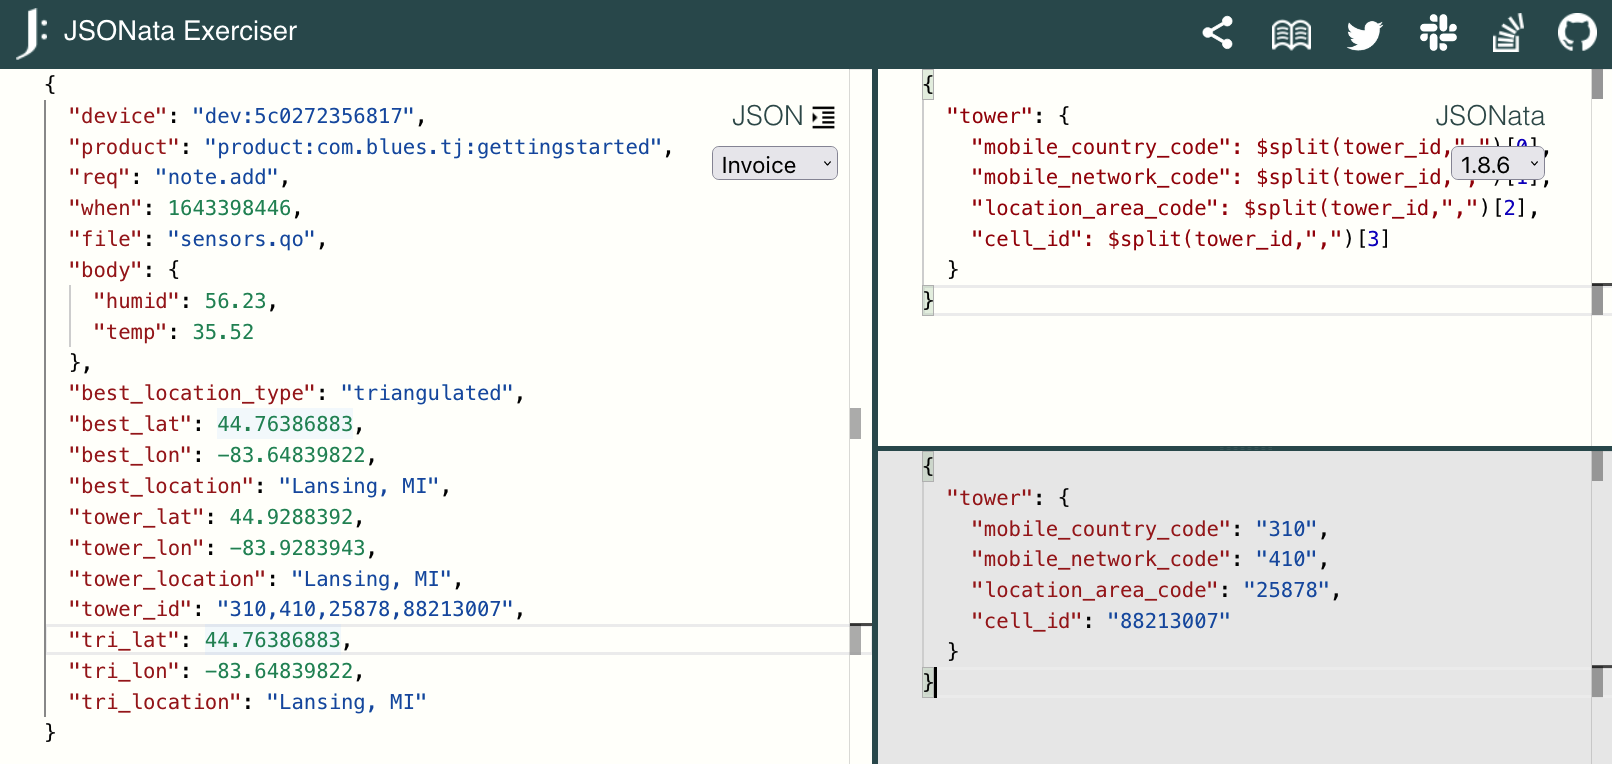 JSONata Exerciser
{
"device": "dev:5c0272356817",
"product": "product:com.blues.tj:gettingstarted",
"req": "note.add",
"when": 1643398446,
"file": "sensors.qo",
"body": {
"humid": 56.23,
"temp": 35.52
},
"best_location_type": "triangulated",
"best_lat": 44.76386883,
"best_lon": -83.64839822,
"best_location": "Lansing, MI",
"tower_lat": 44.9288392,
"tower_lon": -83.9283943,
"tower_location": "Lansing, MI",
"tower_id": "310,410,25878,88213007",
"tri_lat": 44.76386883,
"tri_lon": -83.64839822,
"tri_location": "Lansing, MI"
}
JSON
Invoice
{
"tower": {
"mobile_country_code": $split(tower_id,",")[0],
"mobile_network_code": $split(tower_id,",")[1],
"location_area_code": $split(tower_id,",")[2],
"cell_id": $split(tower_id,",")[3]
}
}
JSONata
1.8.6
{
"tower": {
"mobile_country_code": "310",
"mobile_network_code": "410",
"location_area_code": "25878",
"cell_id": "88213007"
}
}